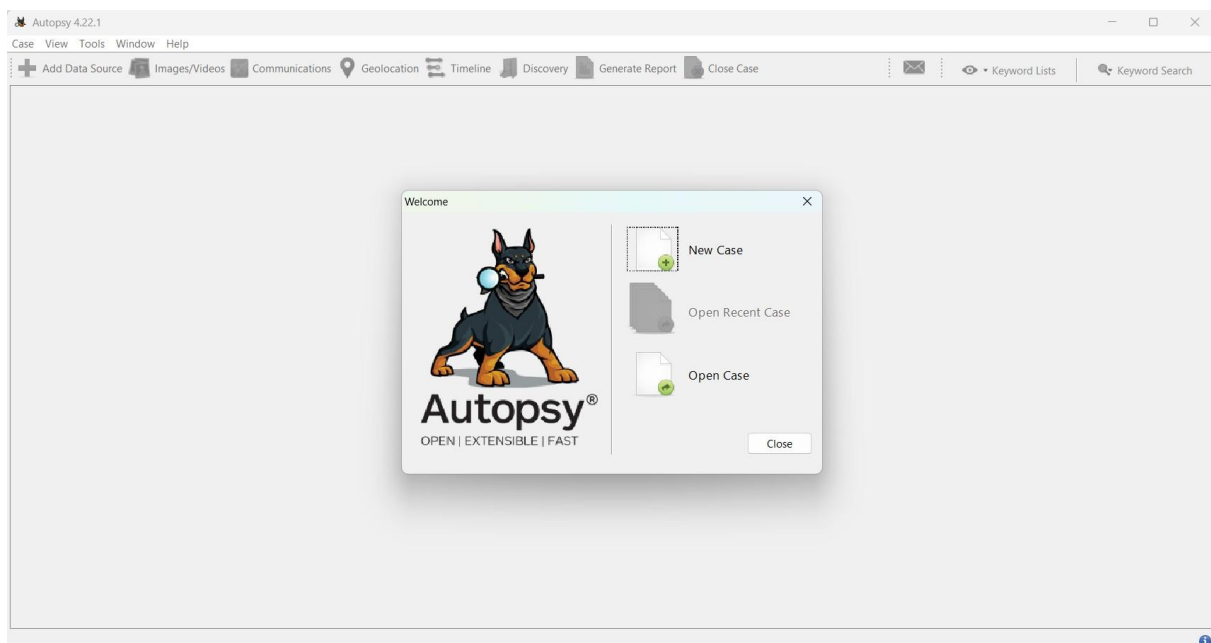 Autopsy 4.22.1
Case View Tools Window Help
Add Data Source Images/Videos Communications Geolocation Timeline Discovery Generate Report Close Case Keyword Lists Keyword Search
Welcome
New Case
Open Recent Case
Open Case
Autopsy®
OPEN | EXTENSIBLE | FAST
Close